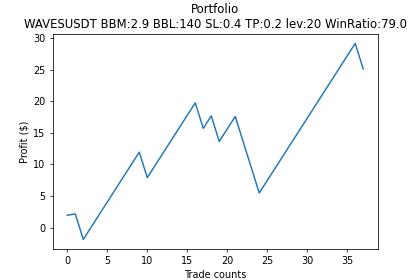 Portfolio
WAVESUSDT BBM:2.9 BBL:140 SL:0.4 TP:0.2 lev:20 WinRatio:79.0
30
25
20
15
10
5
0
Profit ($)
0 5 10 15 20 25 30 35
Trade counts